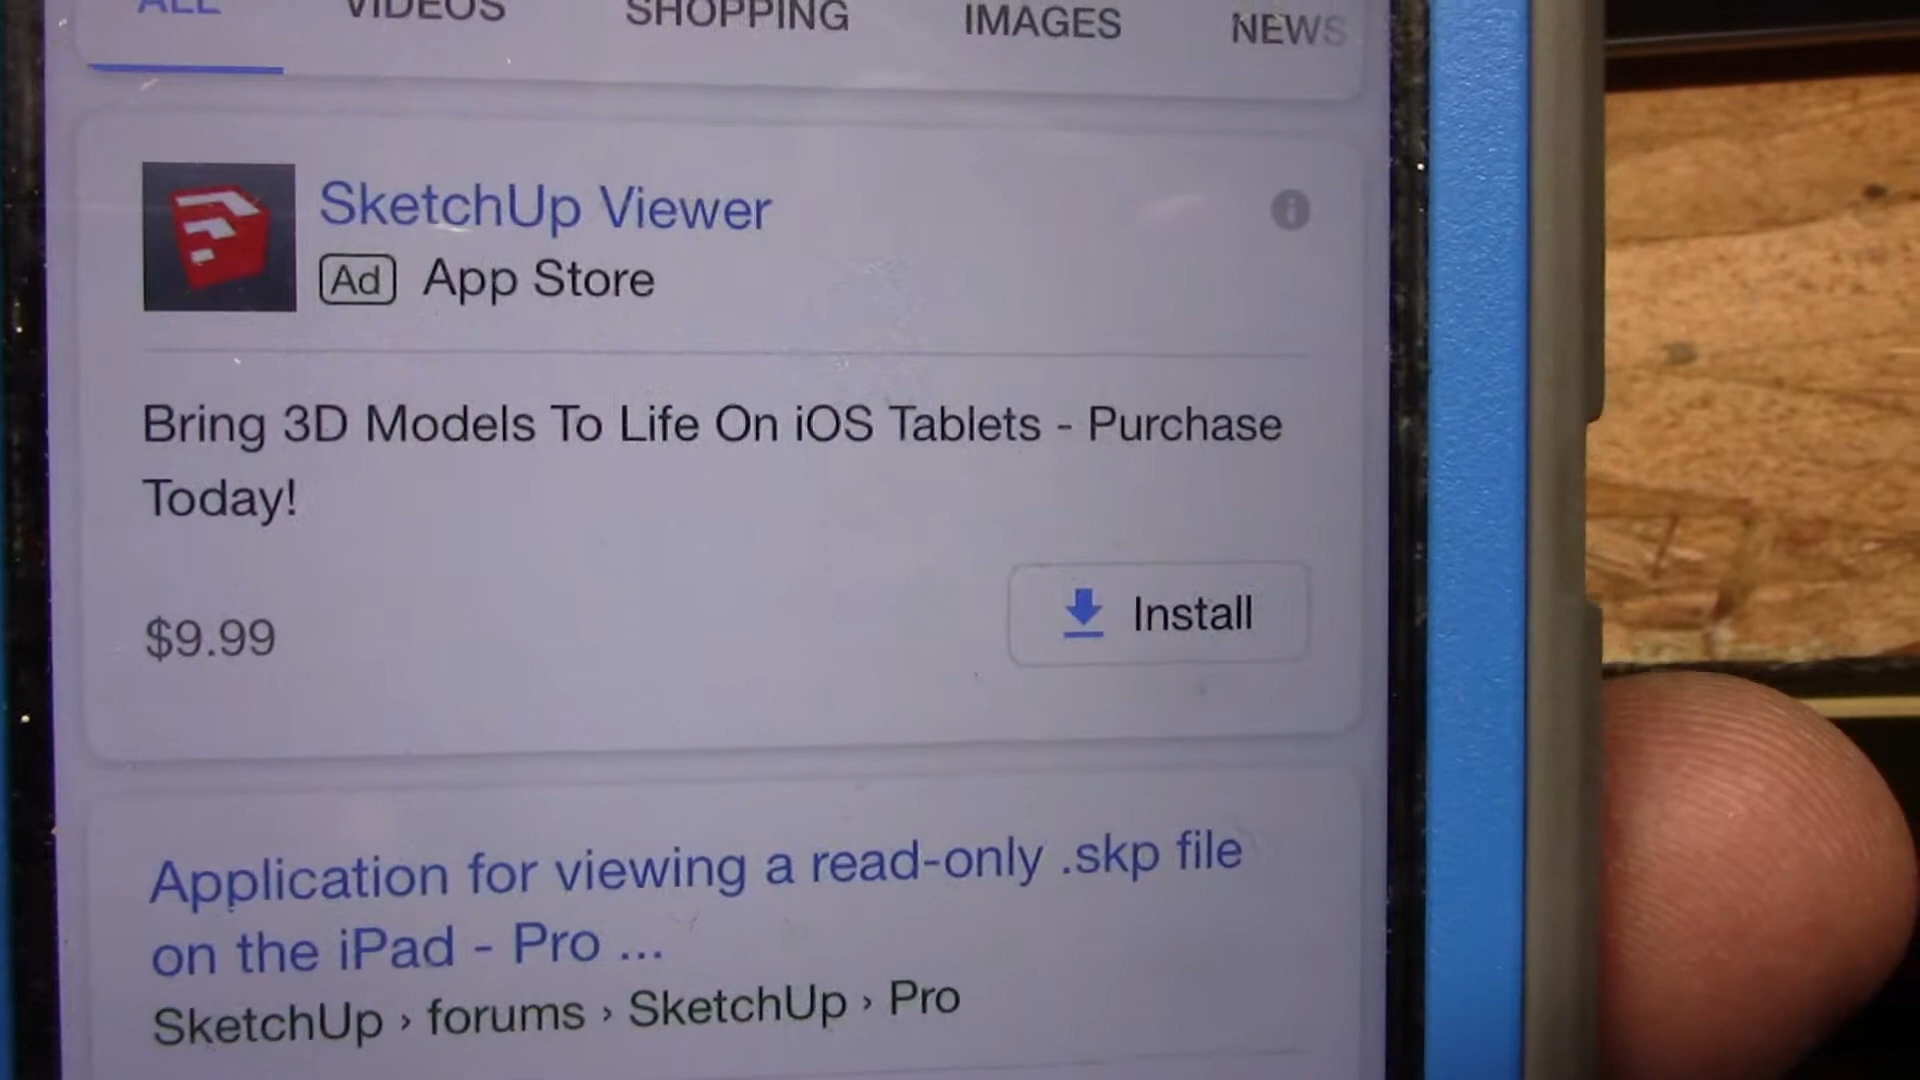 ALL VIDEOS SHOPPING IMAGES NEWS
SketchUp Viewer
Ad App Store
Bring 3D Models To Life On iOS Tablets - Purchase
Today!
$9.99
Install
Application for viewing a read-only .skp file
on the iPad - Pro ...
SketchUp › forums › SketchUp › Pro